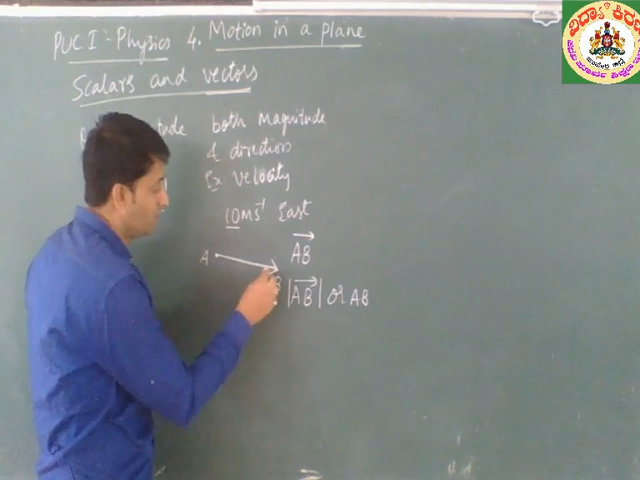 PUC I :- Physics 4. Motion in a plane
Scalars and vectors
both Magnitude
& direction
Ex: velocity
10ms⁻¹ East
A B
AB
|AB| or AB
ವಿದ್ಯಾ ಕಿರಣ